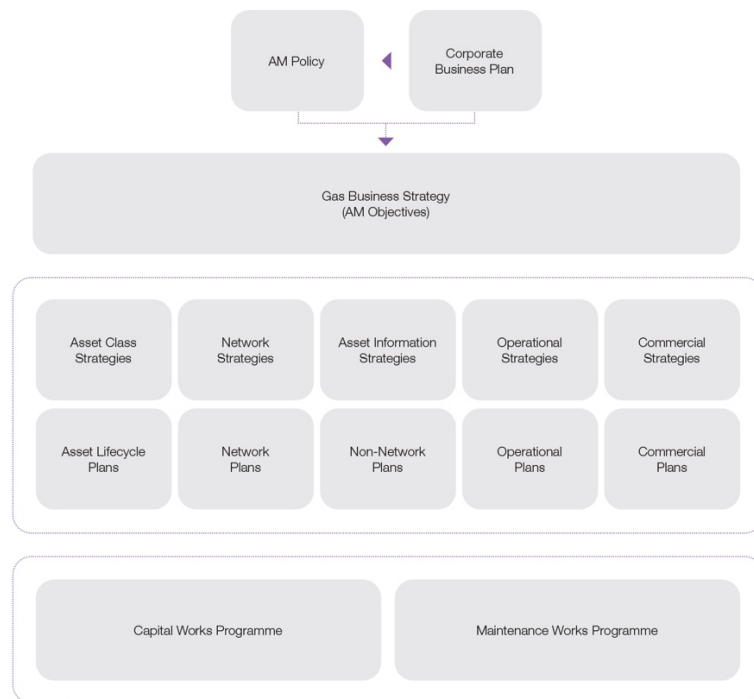 AM Policy
Corporate
Business Plan
Gas Business Strategy
(AM Objectives)
Asset Class
Strategies
Network
Strategies
Asset Information
Strategies
Operational
Strategies
Commercial
Strategies
Asset Lifecycle
Plans
Network
Plans
Non-Network
Plans
Operational
Plans
Commercial
Plans
Capital Works Programme
Maintenance Works Programme